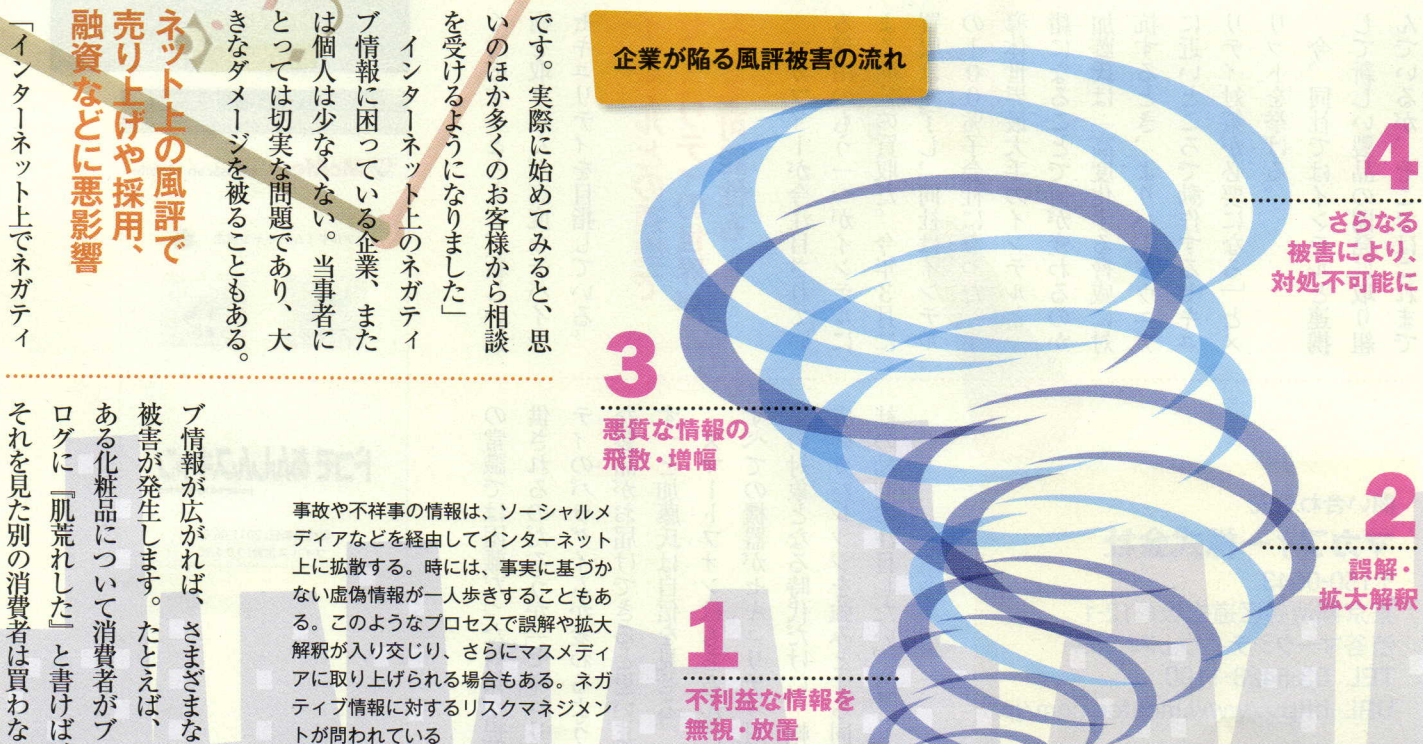 です。実際に始めてみると、思
いのほか多くのお客様から相談
を受けるようになりました」
インターネット上のネガティ
ブ情報に困っている企業、また
は個人は少なくない。当事者に
とっては切実な問題であり、大
きなダメージを被ることもある。
ネット上の風評で
売り上げや採用、
融資などに悪影響
「インターネット上でネガティ
ブ情報が広がれば、さまざまな
被害が発生します。たとえば、
ある化粧品について消費者がブ
ログに『肌荒れした』と書けば、
それを見た別の消費者は買わな
企業が陥る風評被害の流れ
1
不利益な情報を
無視・放置
2
誤解・
拡大解釈
3
悪質な情報の
飛散・増幅
4
さらなる
被害により、
対処不可能に
事故や不祥事の情報は、ソーシャルメ
ディアなどを経由してインターネット
上に拡散する。時には、事実に基づか
ない虚偽情報が一人歩きすることもあ
る。このようなプロセスで誤解や拡大
解釈が入り交じり、さらにマスメディ
アに取り上げられる場合もある。ネガ
ティブ情報に対するリスクマネジメン
トが問われている